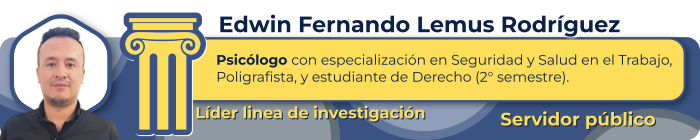 Edwin Fernando Lemus Rodríguez
Psicólogo con especialización en Seguridad y Salud en el Trabajo,
Poligrafista, y estudiante de Derecho (2° semestre).
Líder linea de investigación
Servidor público